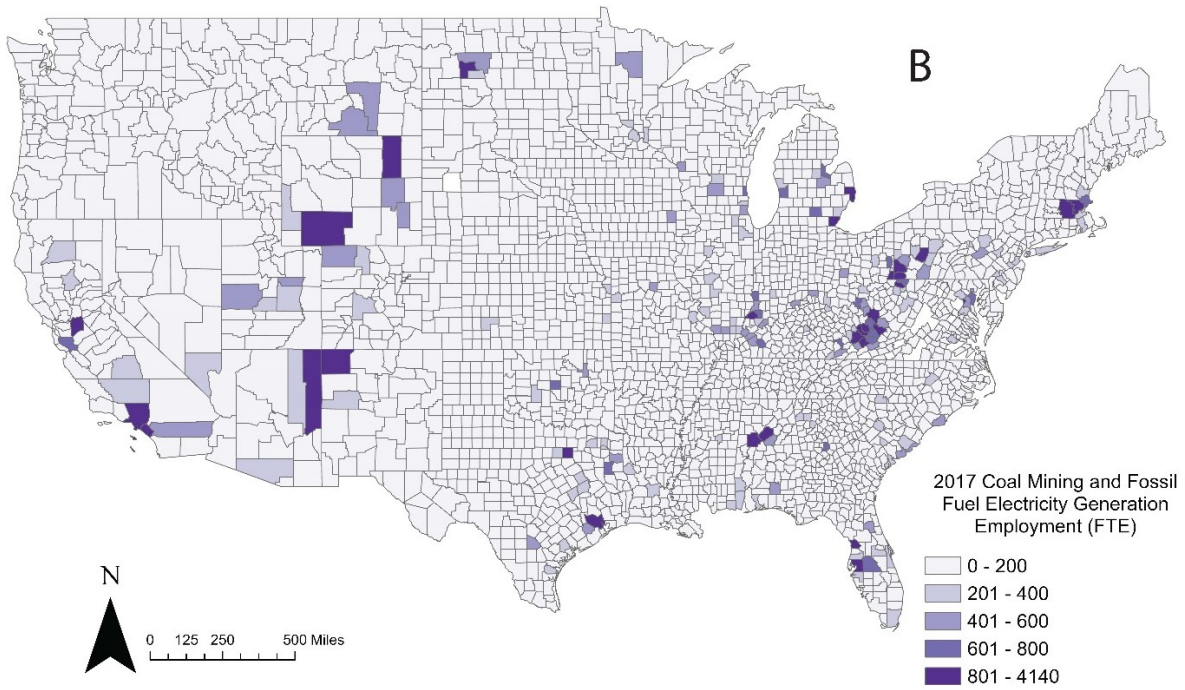 B
2017 Coal Mining and Fossil
Fuel Electricity Generation
Employment (FTE)
0 - 200
201 - 400
401 - 600
601 - 800
801 - 4140
N
0 125 250 500 Miles